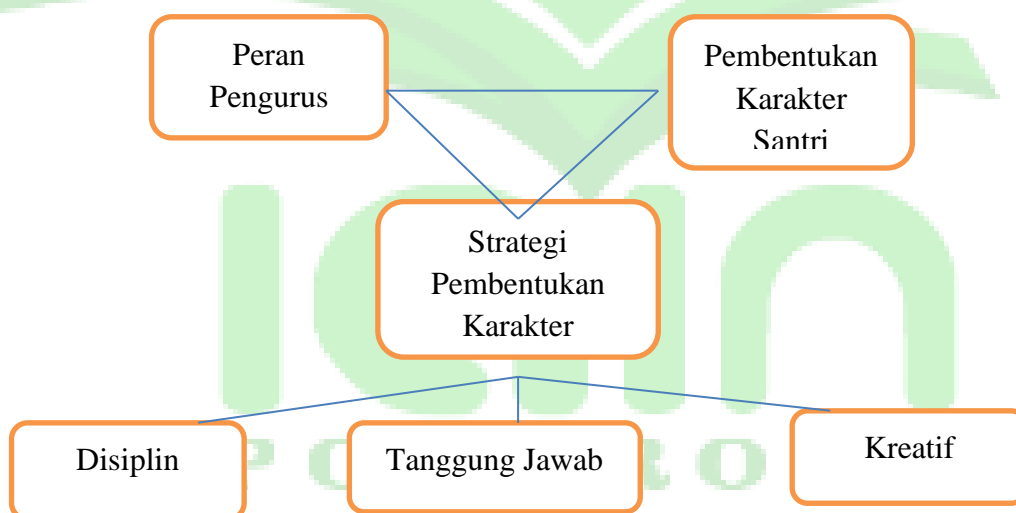 Peran
Pengurus
Pembentukan
Karakter
Santri
Strategi
Pembentukan
Karakter
Disiplin
Tanggung Jawab
Kreatif